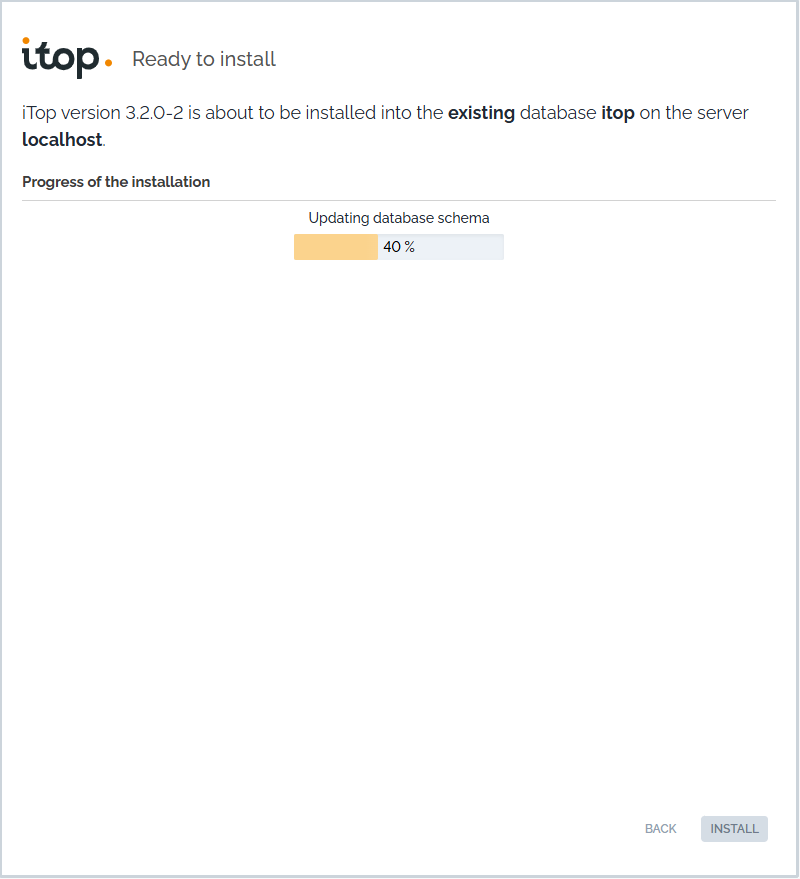 itop.
Ready to install
iTop version 3.2.0-2 is about to be installed into the existing database itop on the server
localhost.
Progress of the installation
Updating database schema
40 %
BACK
INSTALL